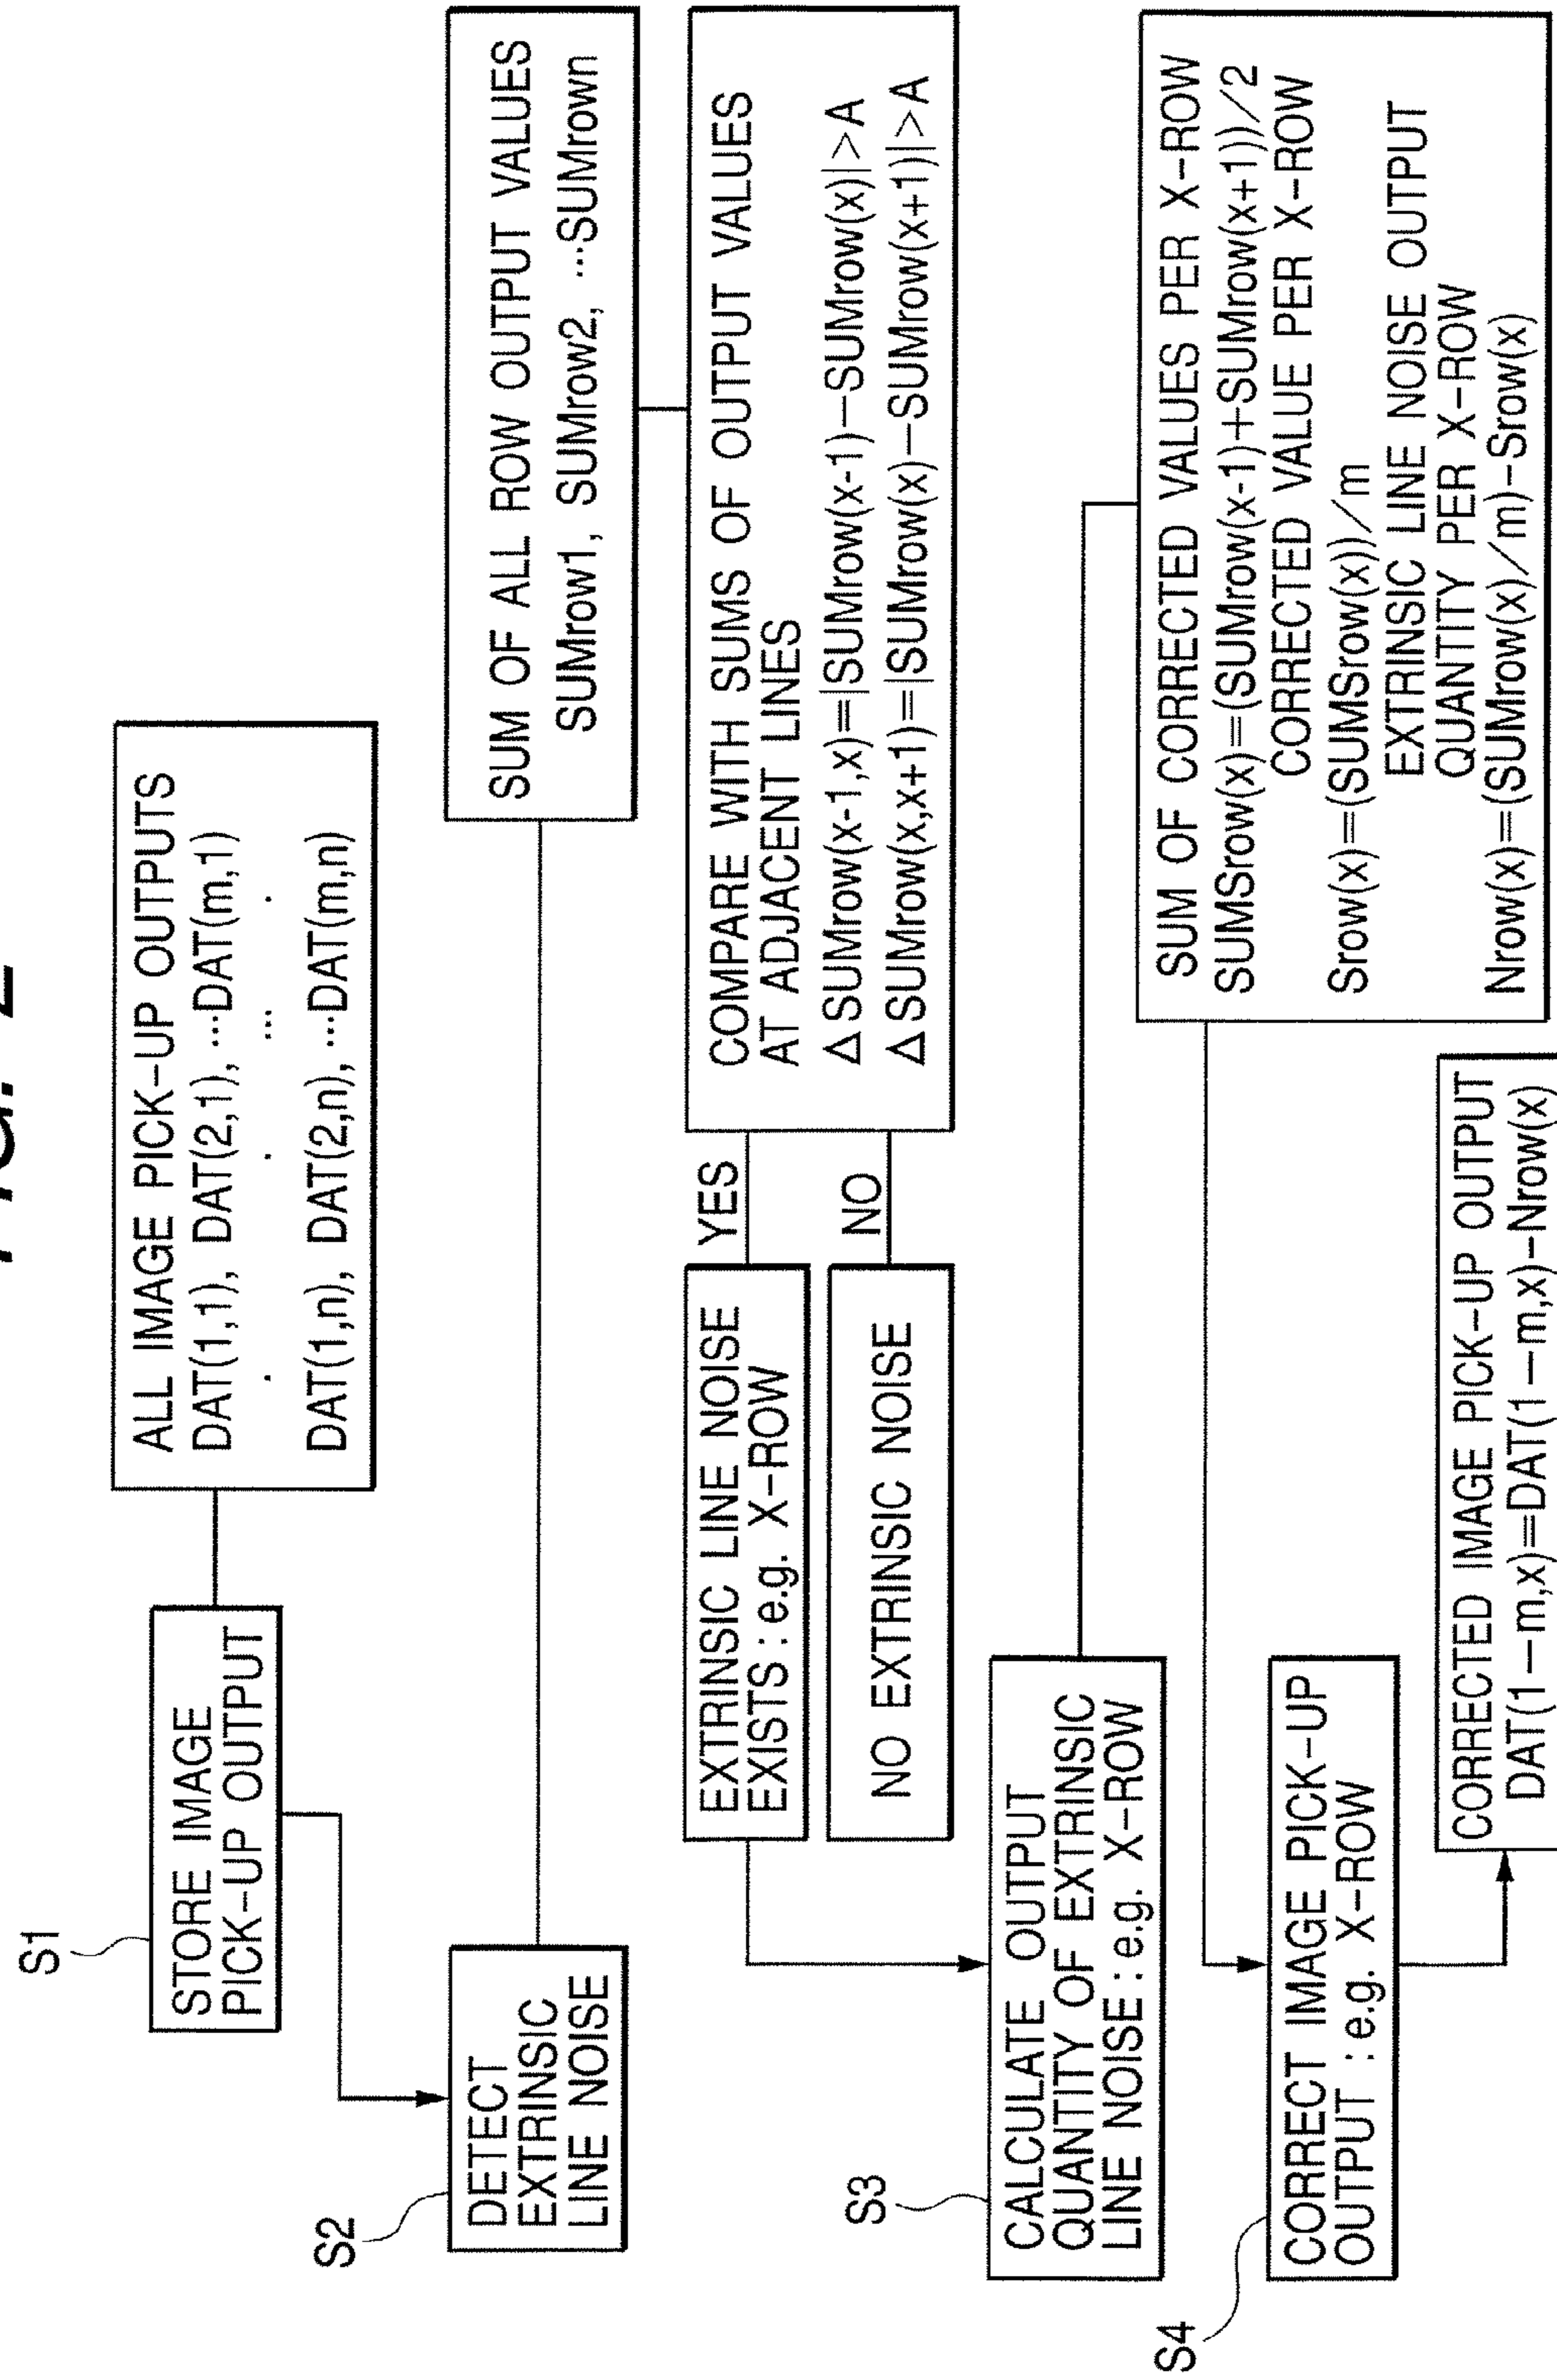 FIG. 2
S1
STORE IMAGE
PICK-UP OUTPUT
ALL IMAGE PICK-UP OUTPUTS
DAT(1,1), DAT(2,1), ···DAT(m,1)
. . ... .
DAT(1,n), DAT(2,n), ···DAT(m,n)
S2
DETECT
EXTRINSIC
LINE NOISE
SUM OF ALL ROW OUTPUT VALUES
SUMrow1, SUMrow2, ···SUMrown
COMPARE WITH SUMS OF OUTPUT VALUES
AT ADJACENT LINES
△SUMrow(x-1,x)=|SUMrow(x-1)-SUMrow(x)|>A
△SUMrow(x,x+1)=|SUMrow(x)-SUMrow(x+1)|>A
YES
NO
EXTRINSIC LINE NOISE
EXISTS : e.g. X-ROW
NO EXTRINSIC NOISE
S3
CALCULATE OUTPUT
QUANTITY OF EXTRINSIC
LINE NOISE : e.g. X-ROW
SUM OF CORRECTED VALUES PER X-ROW
SUMSrow(x)=(SUMrow(x-1)+SUMrow(x+1))/2
CORRECTED VALUE PER X-ROW
Srow(x)=(SUMSrow(x))/m
EXTRINSIC LINE NOISE OUTPUT
QUANTITY PER X-ROW
Nrow(x)=(SUMrow(x)/m)-Srow(x)
S4
CORRECT IMAGE PICK-UP
OUTPUT : e.g. X-ROW
CORRECTED IMAGE PICK-UP OUTPUT
DAT(1-m,x)=DAT(1-m,x)-Nrow(x)